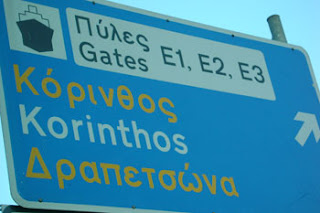 Πύλες
Gates E1, E2, E3
Κόρινθος
Korinthos
Δραπετσώνα